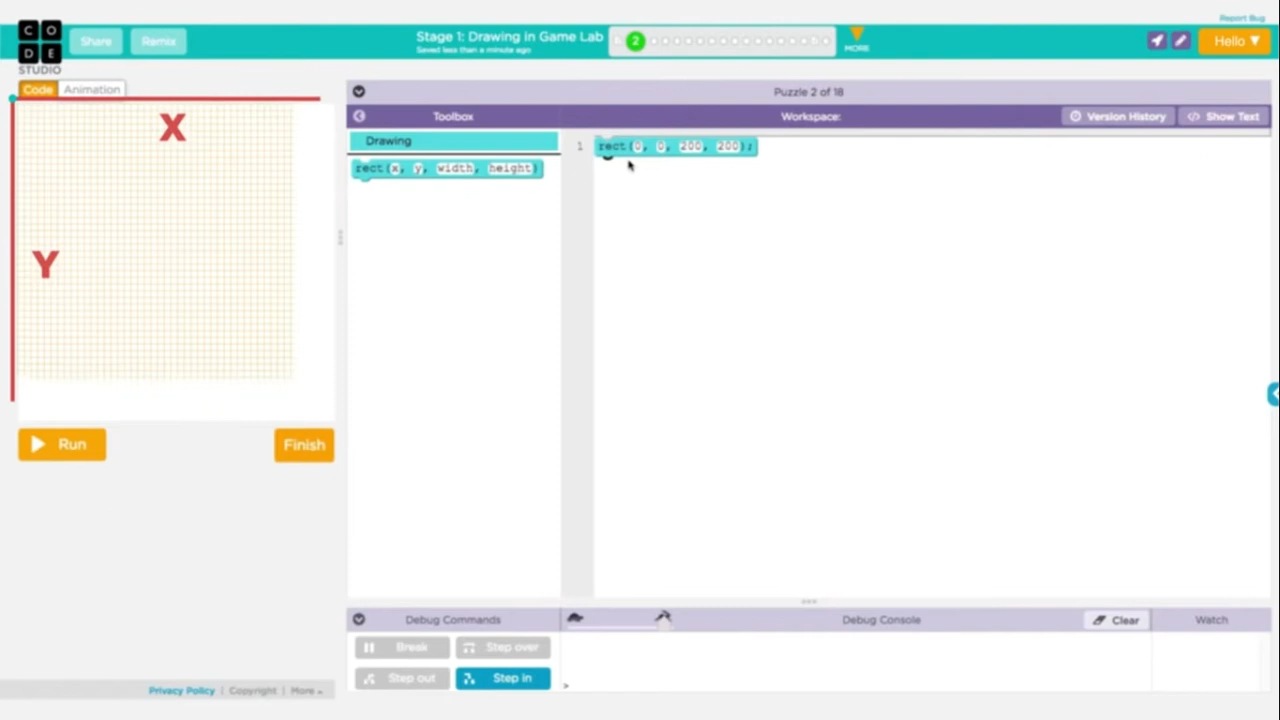 Report Bug
C O
D E
STUDIO
Share
Remix
Stage 1: Drawing in Game Lab
Saved less than a minute ago
2
MORE
Hello ▼
Code
Animation
Puzzle 2 of 18
Toolbox
Workspace:
Version History
</> Show Text
Drawing
rect(x, y, width, height)
1
rect(0, 0, 200, 200);
X
Y
Run
Finish
Debug Commands
Debug Console
Clear
Watch
Break
Step over
Step out
Step in
>
Privacy Policy | Copyright | More